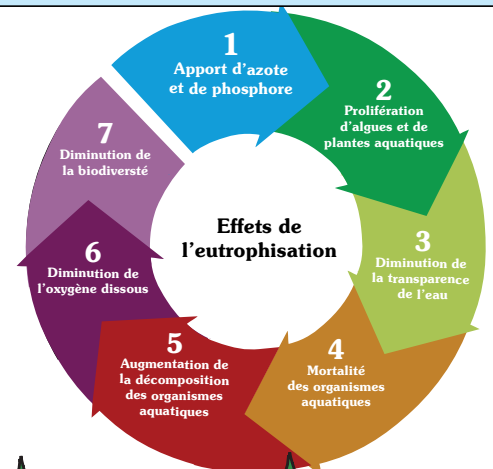 1
Apport d'azote
et de phosphore
2
Prolifération
d'algues et de
plantes aquatiques
3
Diminution de
la transparence
de l'eau
4
Mortalité
des organismes
aquatiques
5
Augmentation de
la décomposition
des organismes
aquatiques
6
Diminution de
l'oxygène dissous
7
Diminution de
la biodiversté
Effets de
l'eutrophisation